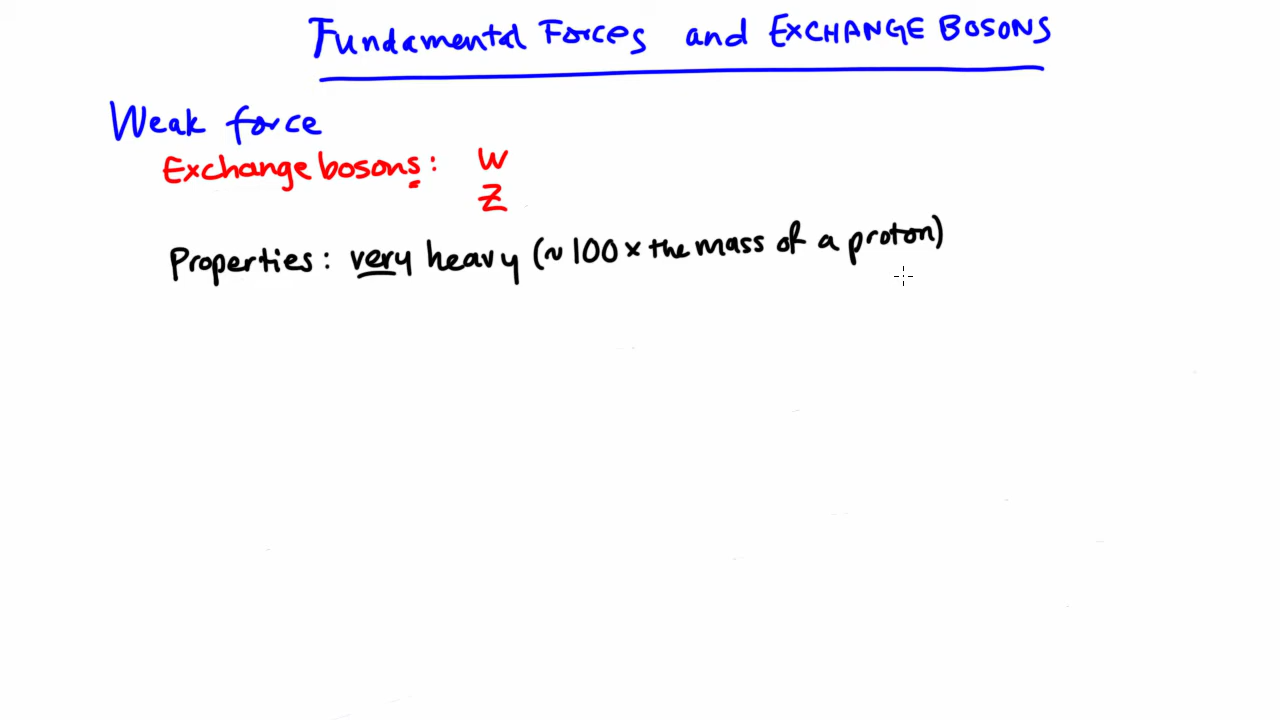 Fundamental Forces and EXCHANGE BOSONS
Weak force
Exchange bosons: W
Z
Properties: very heavy (~ 100 x the mass of a proton)